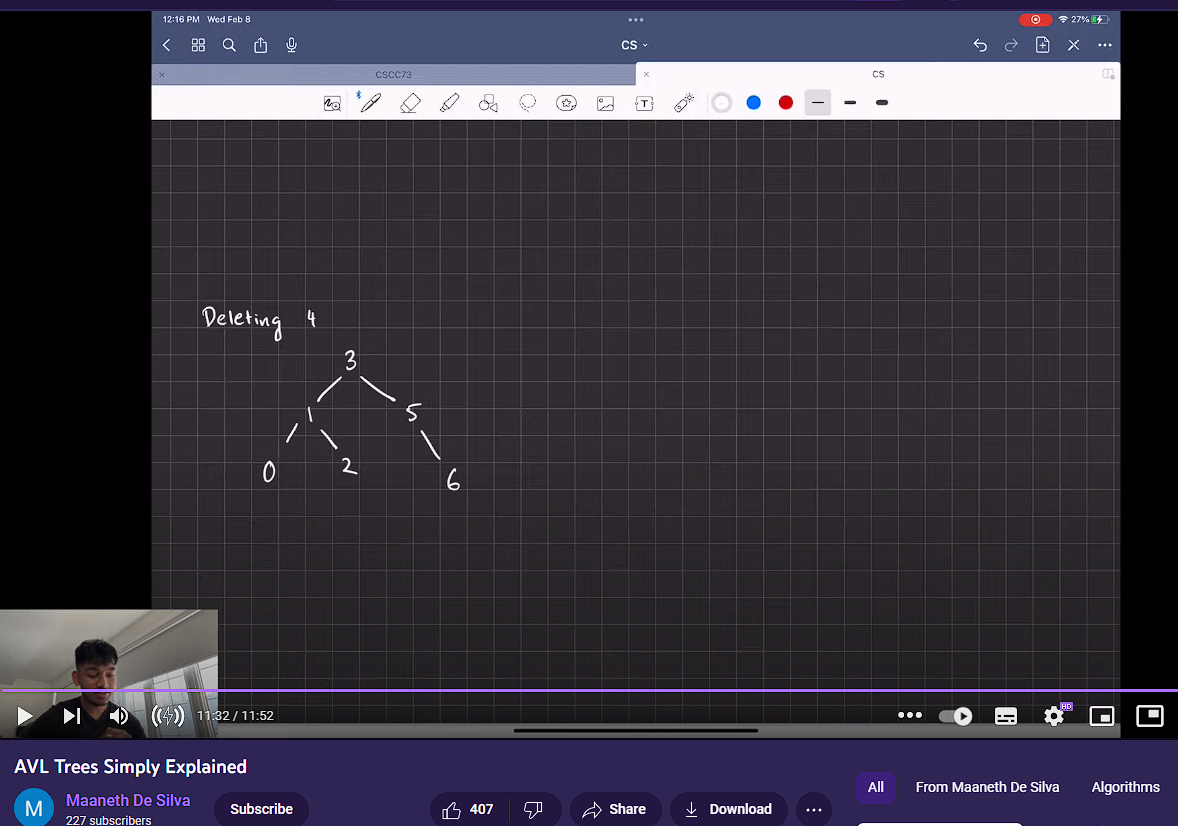 12:16 PM Wed Feb 8
27%
CS
CSCC73
CS
T
Deleting 4
3
1 5
0 2
6
11:32 / 11:52
HD
AVL Trees Simply Explained
M
Maaneth De Silva
227 subscribers
Subscribe
407
Share
Download
All
From Maaneth De Silva
Algorithms